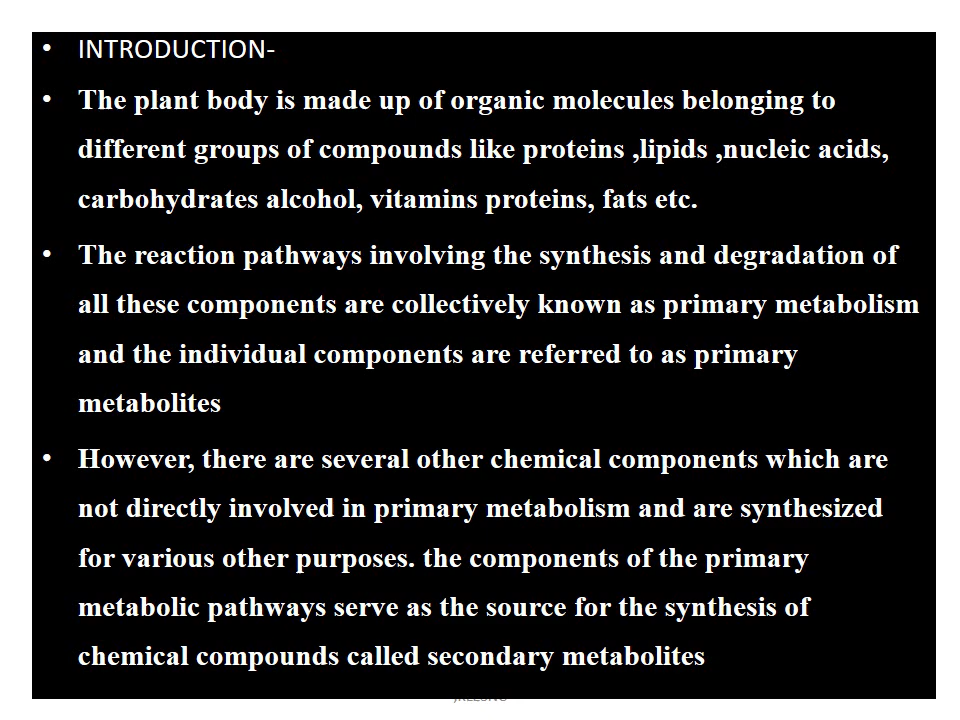 • INTRODUCTION-
• The plant body is made up of organic molecules belonging to
different groups of compounds like proteins ,lipids ,nucleic acids,
carbohydrates alcohol, vitamins proteins, fats etc.
• The reaction pathways involving the synthesis and degradation of
all these components are collectively known as primary metabolism
and the individual components are referred to as primary
metabolites
• However, there are several other chemical components which are
not directly involved in primary metabolism and are synthesized
for various other purposes. the components of the primary
metabolic pathways serve as the source for the synthesis of
chemical compounds called secondary metabolites